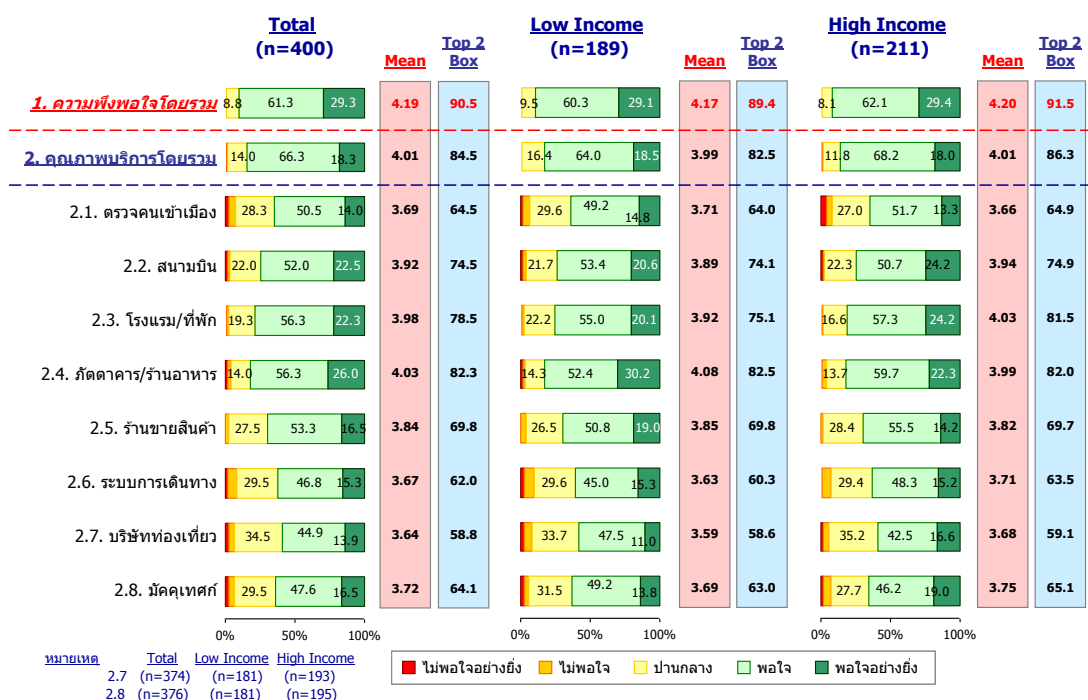 Total Low Income High Income
(n=400) (n=189) (n=211)
Mean Top 2 Box Mean Top 2 Box Mean Top 2 Box
1. ความพึงพอใจโดยรวม 8.8 61.3 29.3 4.19 90.5 9.5 60.3 29.1 4.17 89.4 8.1 62.1 29.4 4.20 91.5
2. คุณภาพบริการโดยรวม 14.0 66.3 18.3 4.01 84.5 16.4 64.0 18.5 3.99 82.5 11.8 68.2 18.0 4.01 86.3
2.1. ตรวจคนเข้าเมือง 28.3 50.5 14.0 3.69 64.5 29.6 49.2 14.8 3.71 64.0 27.0 51.7 13.3 3.66 64.9
2.2. สนามบิน 22.0 52.0 22.5 3.92 74.5 21.7 53.4 20.6 3.89 74.1 22.3 50.7 24.2 3.94 74.9
2.3. โรงแรม/ที่พัก 19.3 56.3 22.3 3.98 78.5 22.2 55.0 20.1 3.92 75.1 16.6 57.3 24.2 4.03 81.5
2.4. ภัตตาคาร/ร้านอาหาร 14.0 56.3 26.0 4.03 82.3 14.3 52.4 30.2 4.08 82.5 13.7 59.7 22.3 3.99 82.0
2.5. ร้านขายสินค้า 27.5 53.3 16.5 3.84 69.8 26.5 50.8 19.0 3.85 69.8 28.4 55.5 14.2 3.82 69.7
2.6. ระบบการเดินทาง 29.5 46.8 15.3 3.67 62.0 29.6 45.0 15.3 3.63 60.3 29.4 48.3 15.2 3.71 63.5
2.7. บริษัทท่องเที่ยว 34.5 44.9 13.9 3.64 58.8 33.7 47.5 11.0 3.59 58.6 35.2 42.5 16.6 3.68 59.1
2.8. มัคคุเทศก์ 29.5 47.6 16.5 3.72 64.1 31.5 49.2 13.8 3.69 63.0 27.7 46.2 19.0 3.75 65.1
0% 50% 100% 0% 50% 100% 0% 50% 100%
หมายเหตุ Total Low Income High Income
2.7 (n=374) (n=181) (n=193)
2.8 (n=376) (n=181) (n=195)
ไม่พอใจอย่างยิ่ง ไม่พอใจ ปานกลาง พอใจ พอใจอย่างยิ่ง